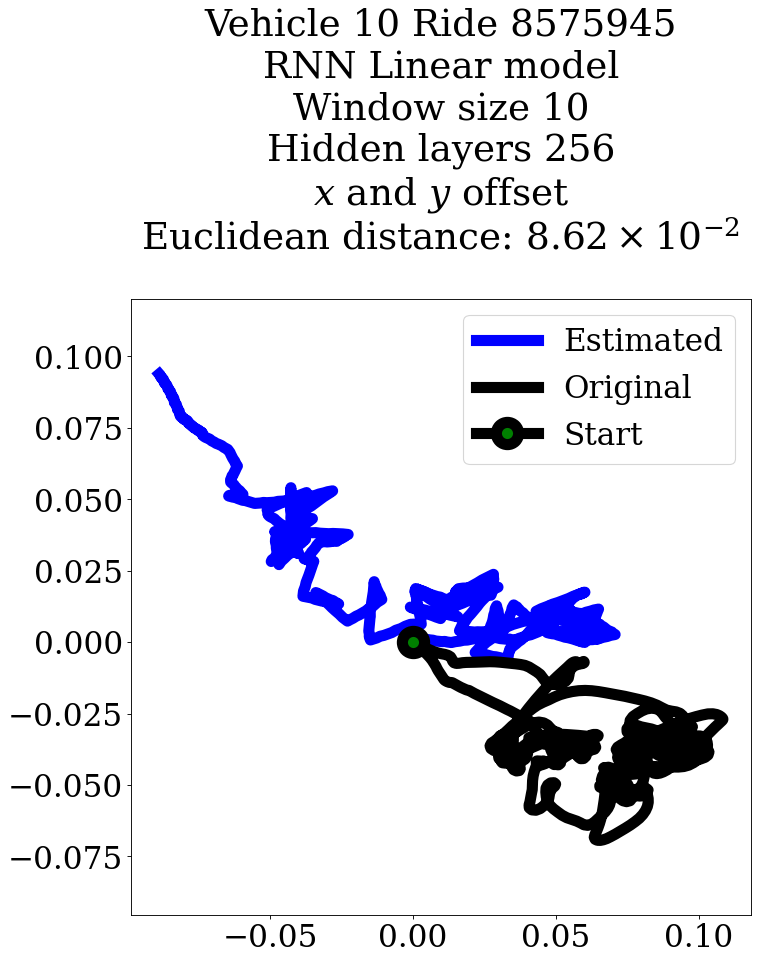 Vehicle 10 Ride 8575945
RNN Linear model
Window size 10
Hidden layers 256
x and y offset
Euclidean distance: 8.62 × 10⁻²
Estimated
Original
Start
0.100
0.075
0.050
0.025
0.000
−0.025
−0.050
−0.075
−0.05 0.00 0.05 0.10